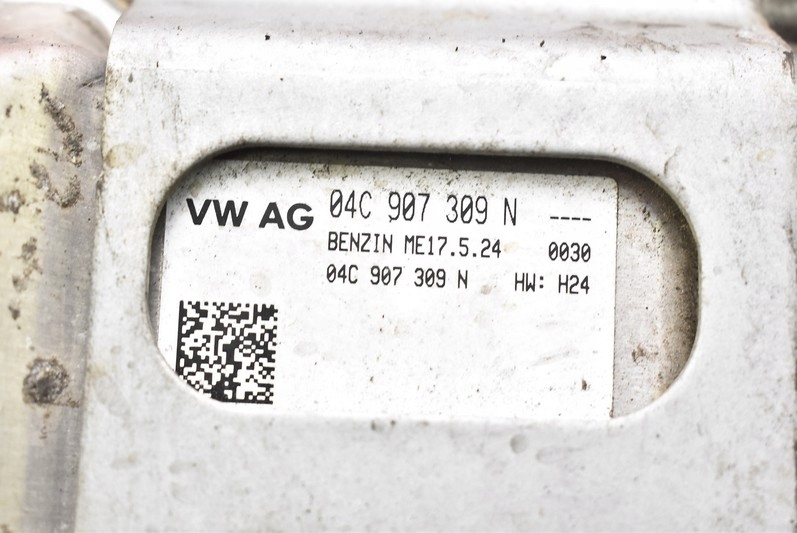 VW AG 04C 907 309 N ----
BENZIN ME17.5.24 0030
04C 907 309 N HW: H24